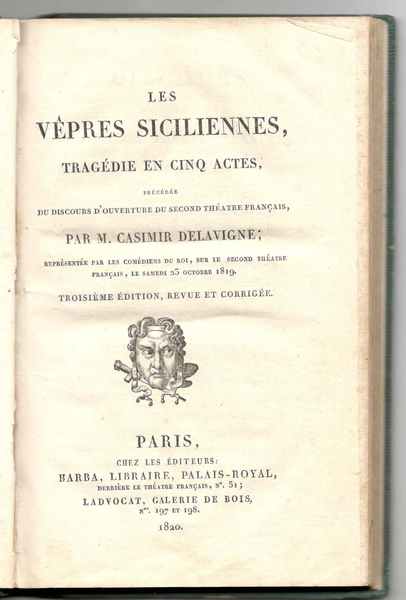 LES
VÊPRES SICILIENNES,
TRAGÉDIE EN CINQ ACTES,
PRÉCÉDÉE
DU DISCOURS D'OUVERTURE DU SECOND THÉATRE FRANÇAIS,
PAR M. CASIMIR DELAVIGNE;
REPRÉSENTÉE PAR LES COMÉDIENS DU ROI, SUR LE SECOND THÉATRE
FRANÇAIS, LE SAMEDI 23 OCTOBRE 1819.
TROISIÈME ÉDITION, REVUE ET CORRIGÉE.
PARIS,
CHEZ LES ÉDITEURS:
BARBA, LIBRAIRE, PALAIS-ROYAL,
DERRIÈRE LE THÉATRE FRANÇAIS, Nº. 51;
LADVOCAT, GALERIE DE BOIS,
Nos. 197 ET 198.
1820.